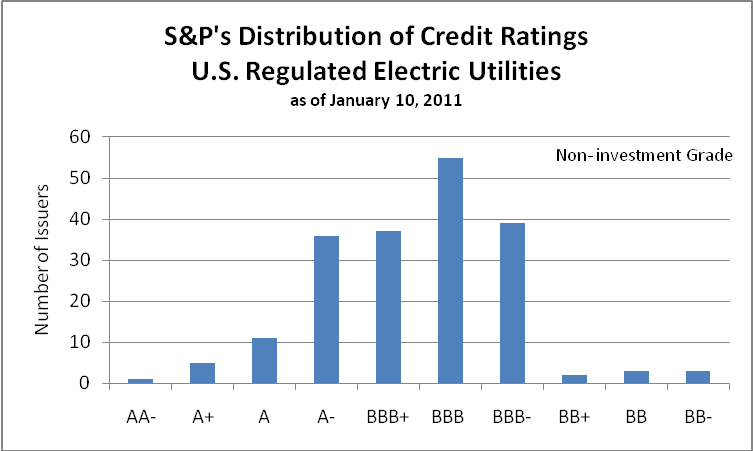 S&P's Distribution of Credit Ratings
U.S. Regulated Electric Utilities
as of January 10, 2011
Non-investment Grade
Number of Issuers
60
50
40
30
20
10
0
AA- A+ A A- BBB+ BBB BBB- BB+ BB BB-